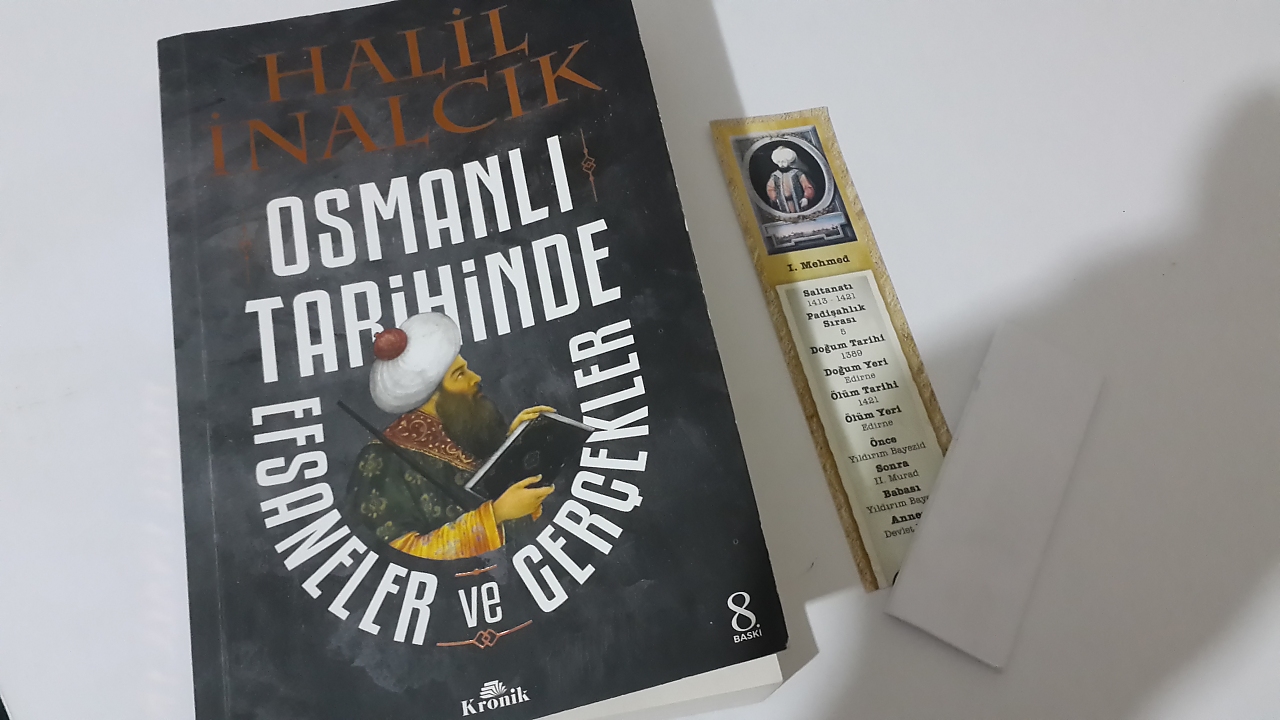 HALİL
İNALCIK
OSMANLI
TARİHİNDE
EFSANELER ve GERÇEKLER
8.
BASKI
Kronik
I. Mehmed
Saltanatı
1413 - 1421
Padişahlık
Sırası
5
Doğum Tarihi
1389
Doğum Yeri
Edirne
Ölüm Tarihi
1421
Ölüm Yeri
Edirne
Önce
Yıldırım Bayezid
Sonra
II. Murad
Babası
Yıldırım
Devlet